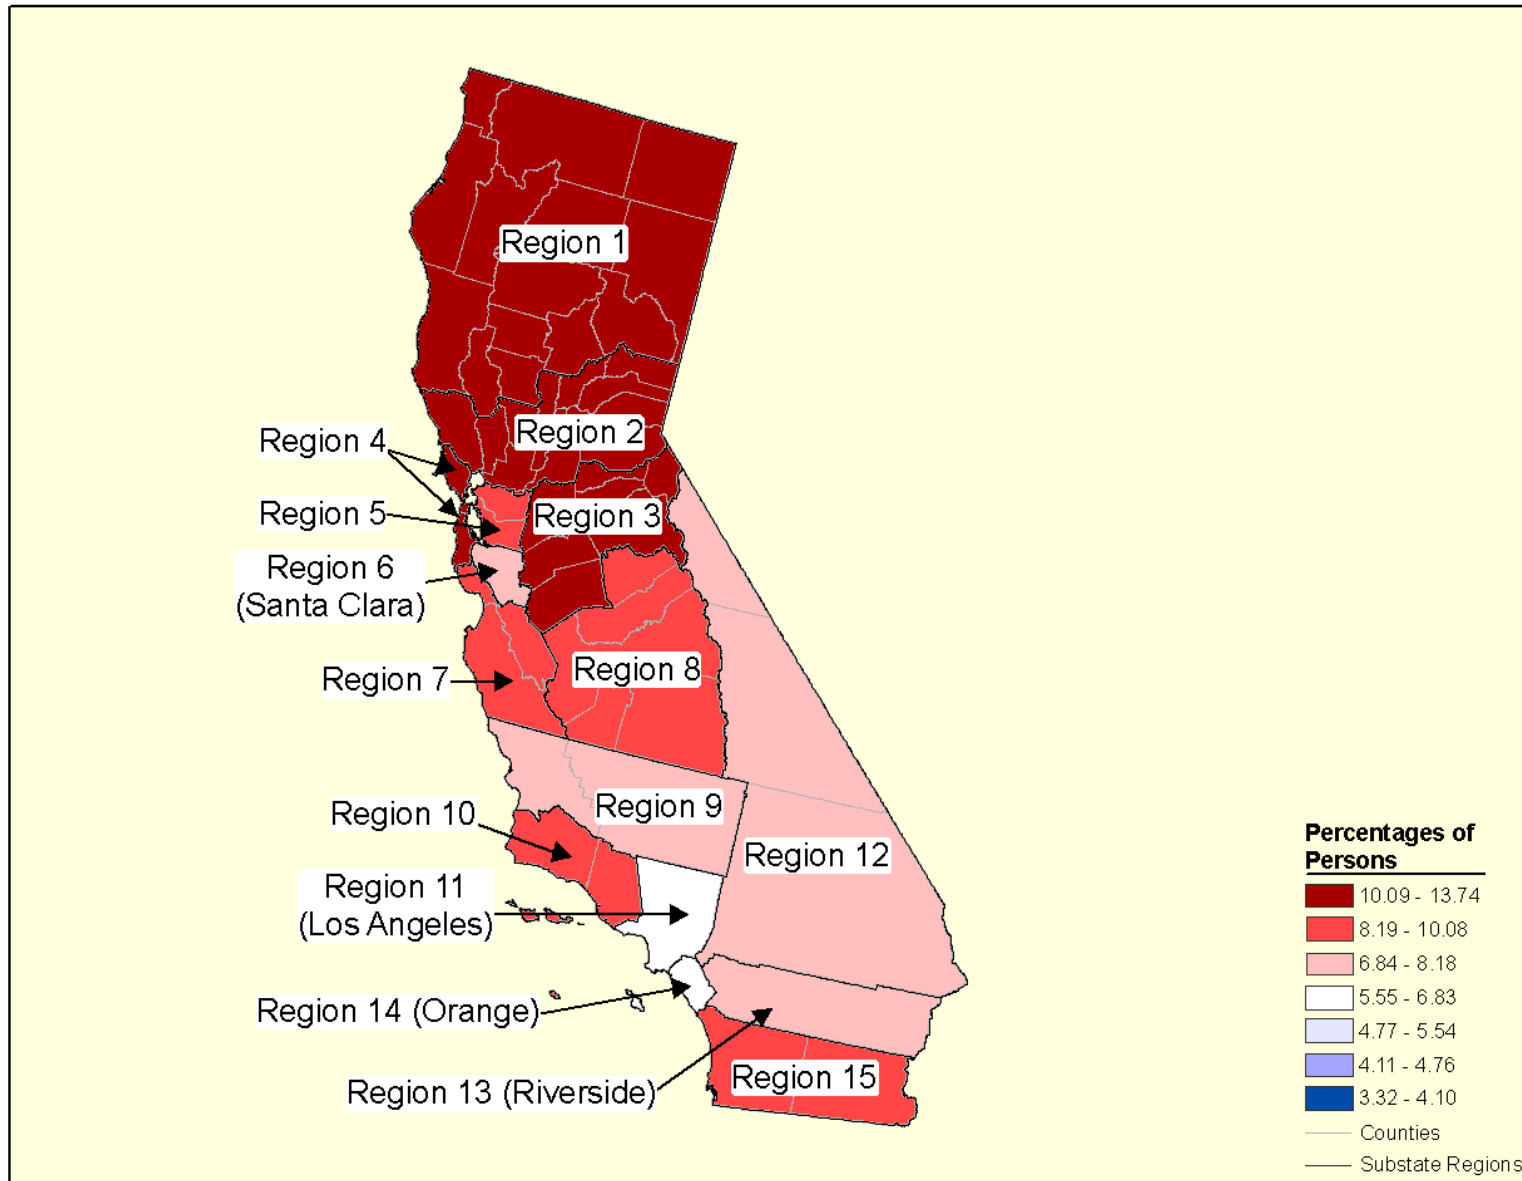 Region 1
Region 2
Region 4
Region 5
Region 3
Region 6
(Santa Clara)
Region 8
Region 7
Region 9
Region 10
Region 12
Region 11
(Los Angeles)
Region 14 (Orange)
Region 15
Region 13 (Riverside)
Percentages of
Persons
10.09 - 13.74
8.19 - 10.08
6.84 - 8.18
5.55 - 6.83
4.77 - 5.54
4.11 - 4.76
3.32 - 4.10
Counties
Substate Regions